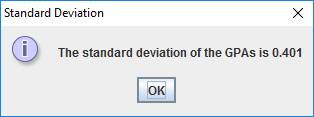 Standard Deviation
The standard deviation of the GPAs is 0.401
OK